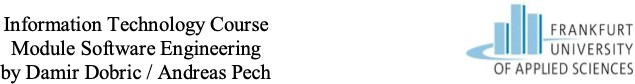 Information Technology Course
Module Software Engineering
by Damir Dobric / Andreas Pech
FRANKFURT
UNIVERSITY
OF APPLIED SCIENCES